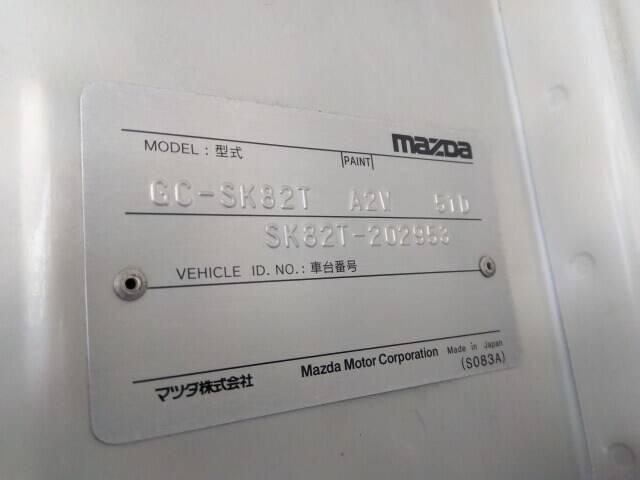 mazda
MODEL : 型式
PAINT
GC-SK82T A2W 5TD
SK82T-202953
VEHICLE ID. NO. : 車台番号
マツダ株式会社 Mazda Motor Corporation Made in Japan
(S083A)